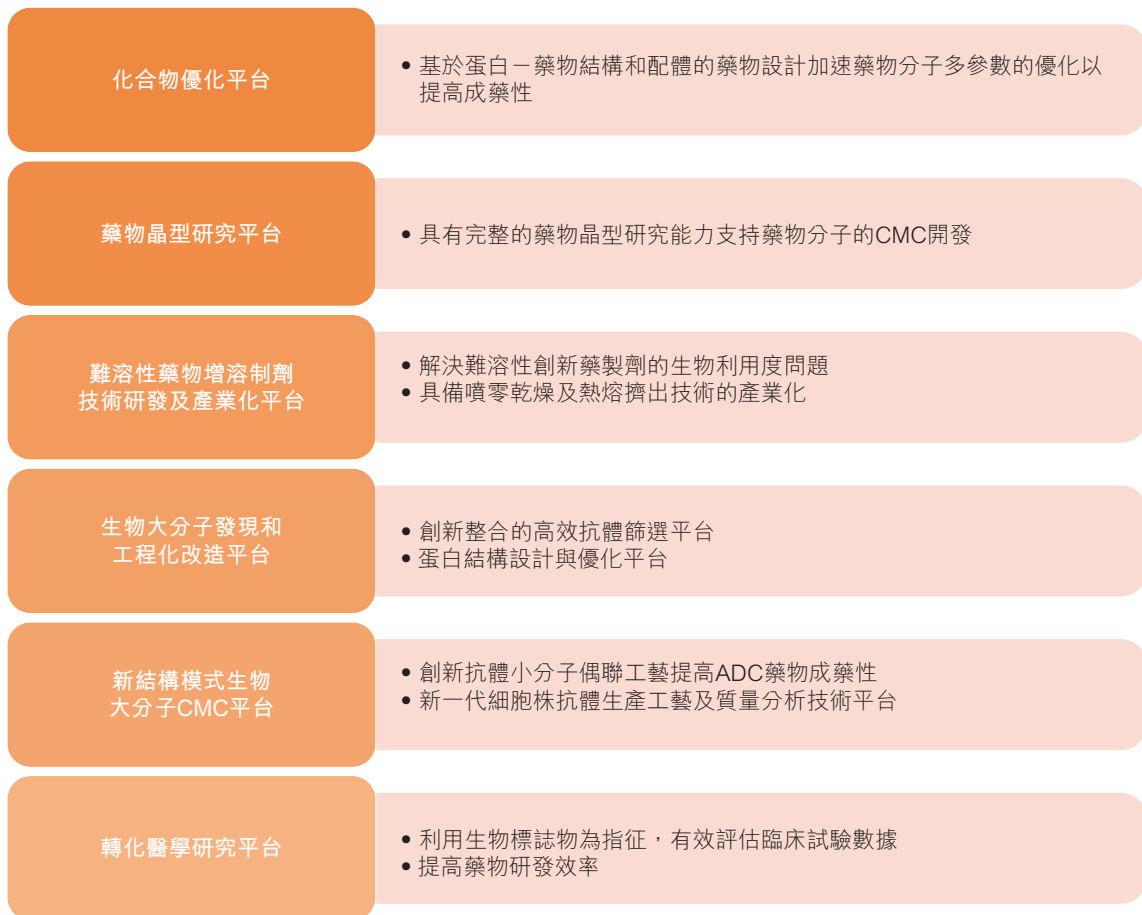 化合物優化平台
• 基於蛋白－藥物結構和配體的藥物設計加速藥物分子多參數的優化以
提高成藥性
藥物晶型研究平台
• 具有完整的藥物晶型研究能力支持藥物分子的CMC開發
難溶性藥物增溶制劑
技術研發及產業化平台
• 解決難溶性創新藥製劑的生物利用度問題
• 具備噴零乾燥及熱熔擠出技術的產業化
生物大分子發現和
工程化改造平台
• 創新整合的高效抗體篩選平台
• 蛋白結構設計與優化平台
新結構模式生物
大分子CMC平台
• 創新抗體小分子偶聯工藝提高ADC藥物成藥性
• 新一代細胞株抗體生產工藝及質量分析技術平台
轉化醫學研究平台
• 利用生物標誌物為指征，有效評估臨床試驗數據
• 提高藥物研發效率